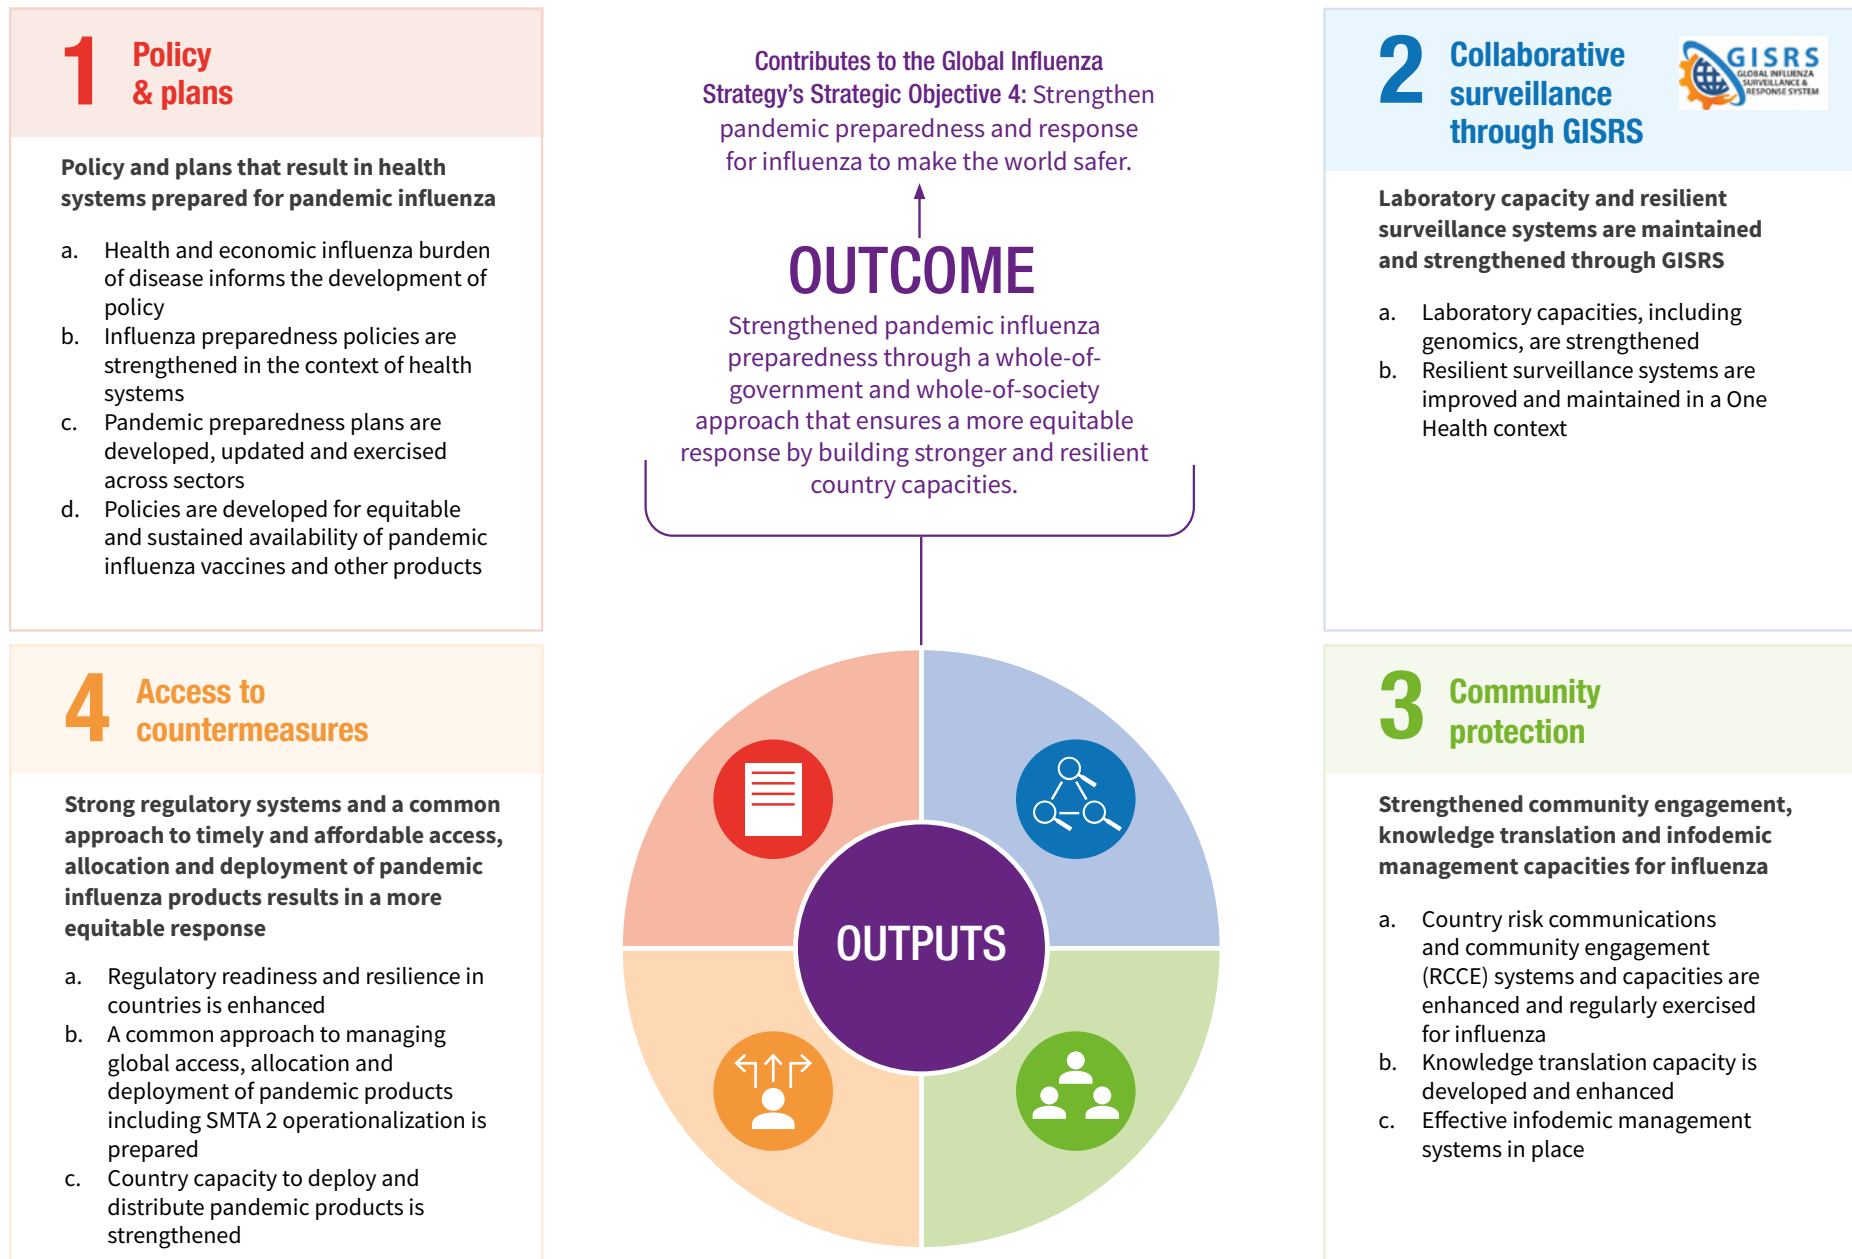 1 Policy
& plans
Policy and plans that result in health
systems prepared for pandemic influenza
a. Health and economic influenza burden
of disease informs the development of
policy
b. Influenza preparedness policies are
strengthened in the context of health
systems
c. Pandemic preparedness plans are
developed, updated and exercised
across sectors
d. Policies are developed for equitable
and sustained availability of pandemic
influenza vaccines and other products
Contributes to the Global Influenza
Strategy's Strategic Objective 4: Strengthen
pandemic preparedness and response
for influenza to make the world safer.
OUTCOME
Strengthened pandemic influenza
preparedness through a whole-of-
government and whole-of-society
approach that ensures a more equitable
response by building stronger and resilient
country capacities.
2 Collaborative
surveillance
through GISRS
GISRS
GLOBAL INFLUENZA
SURVEILLANCE &
RESPONSE SYSTEM
Laboratory capacity and resilient
surveillance systems are maintained
and strengthened through GISRS
a. Laboratory capacities, including
genomics, are strengthened
b. Resilient surveillance systems are
improved and maintained in a One
Health context
4 Access to
countermeasures
Strong regulatory systems and a common
approach to timely and affordable access,
allocation and deployment of pandemic
influenza products results in a more
equitable response
a. Regulatory readiness and resilience in
countries is enhanced
b. A common approach to managing
global access, allocation and
deployment of pandemic products
including SMTA 2 operationalization is
prepared
c. Country capacity to deploy and
distribute pandemic products is
strengthened
OUTPUTS
3 Community
protection
Strengthened community engagement,
knowledge translation and infodemic
management capacities for influenza
a. Country risk communications
and community engagement
(RCCE) systems and capacities are
enhanced and regularly exercised
for influenza
b. Knowledge translation capacity is
developed and enhanced
c. Effective infodemic management
systems in place